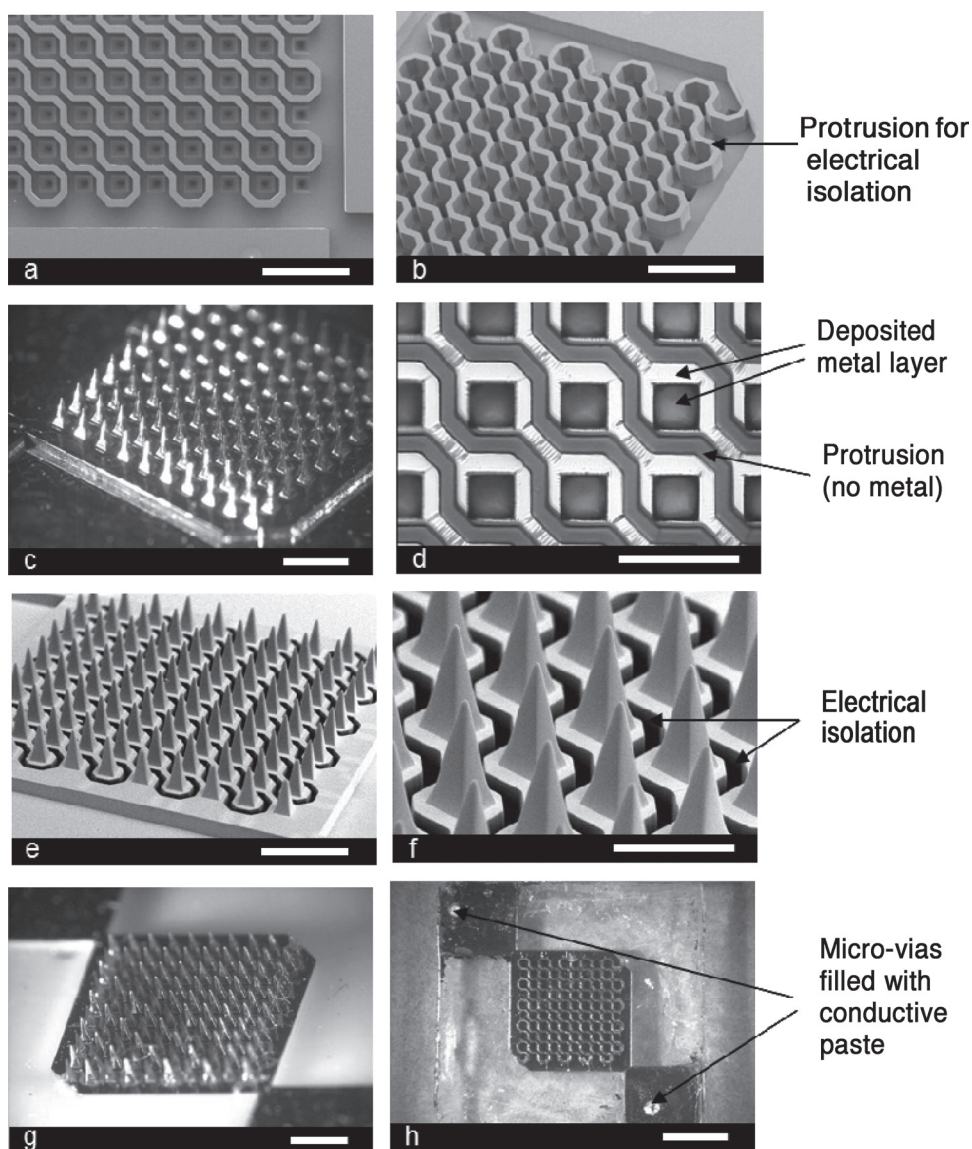 a
b
Protrusion for
electrical
isolation
c
d
Deposited
metal layer
Protrusion
(no metal)
e
f
Electrical
isolation
g
h
Micro-vias
filled with
conductive
paste